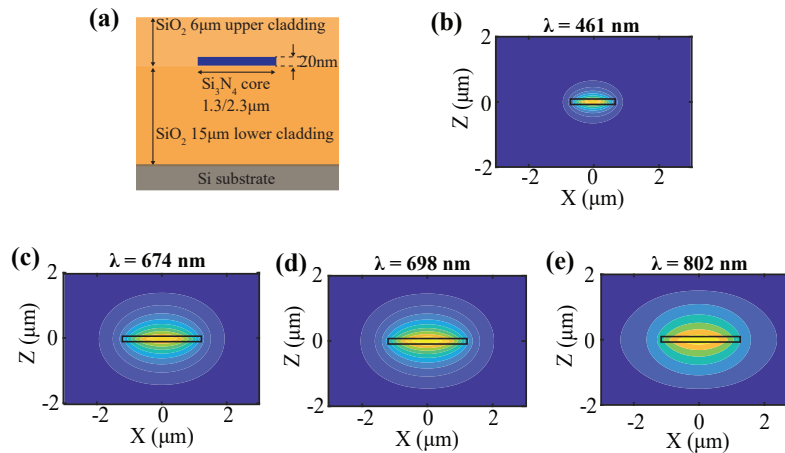 (a)
SiO2 6μm upper cladding
20nm
Si3N4 core
1.3/2.3μm
SiO2 15μm lower cladding
Si substrate
(b)
λ = 461 nm
2
0
-2
Z (μm)
-2 0 2
X (μm)
(c)
λ = 674 nm
2
0
-2
Z (μm)
-2 0 2
X (μm)
(d)
λ = 698 nm
2
0
-2
Z (μm)
-2 0 2
X (μm)
(e)
λ = 802 nm
2
0
-2
Z (μm)
-2 0 2
X (μm)